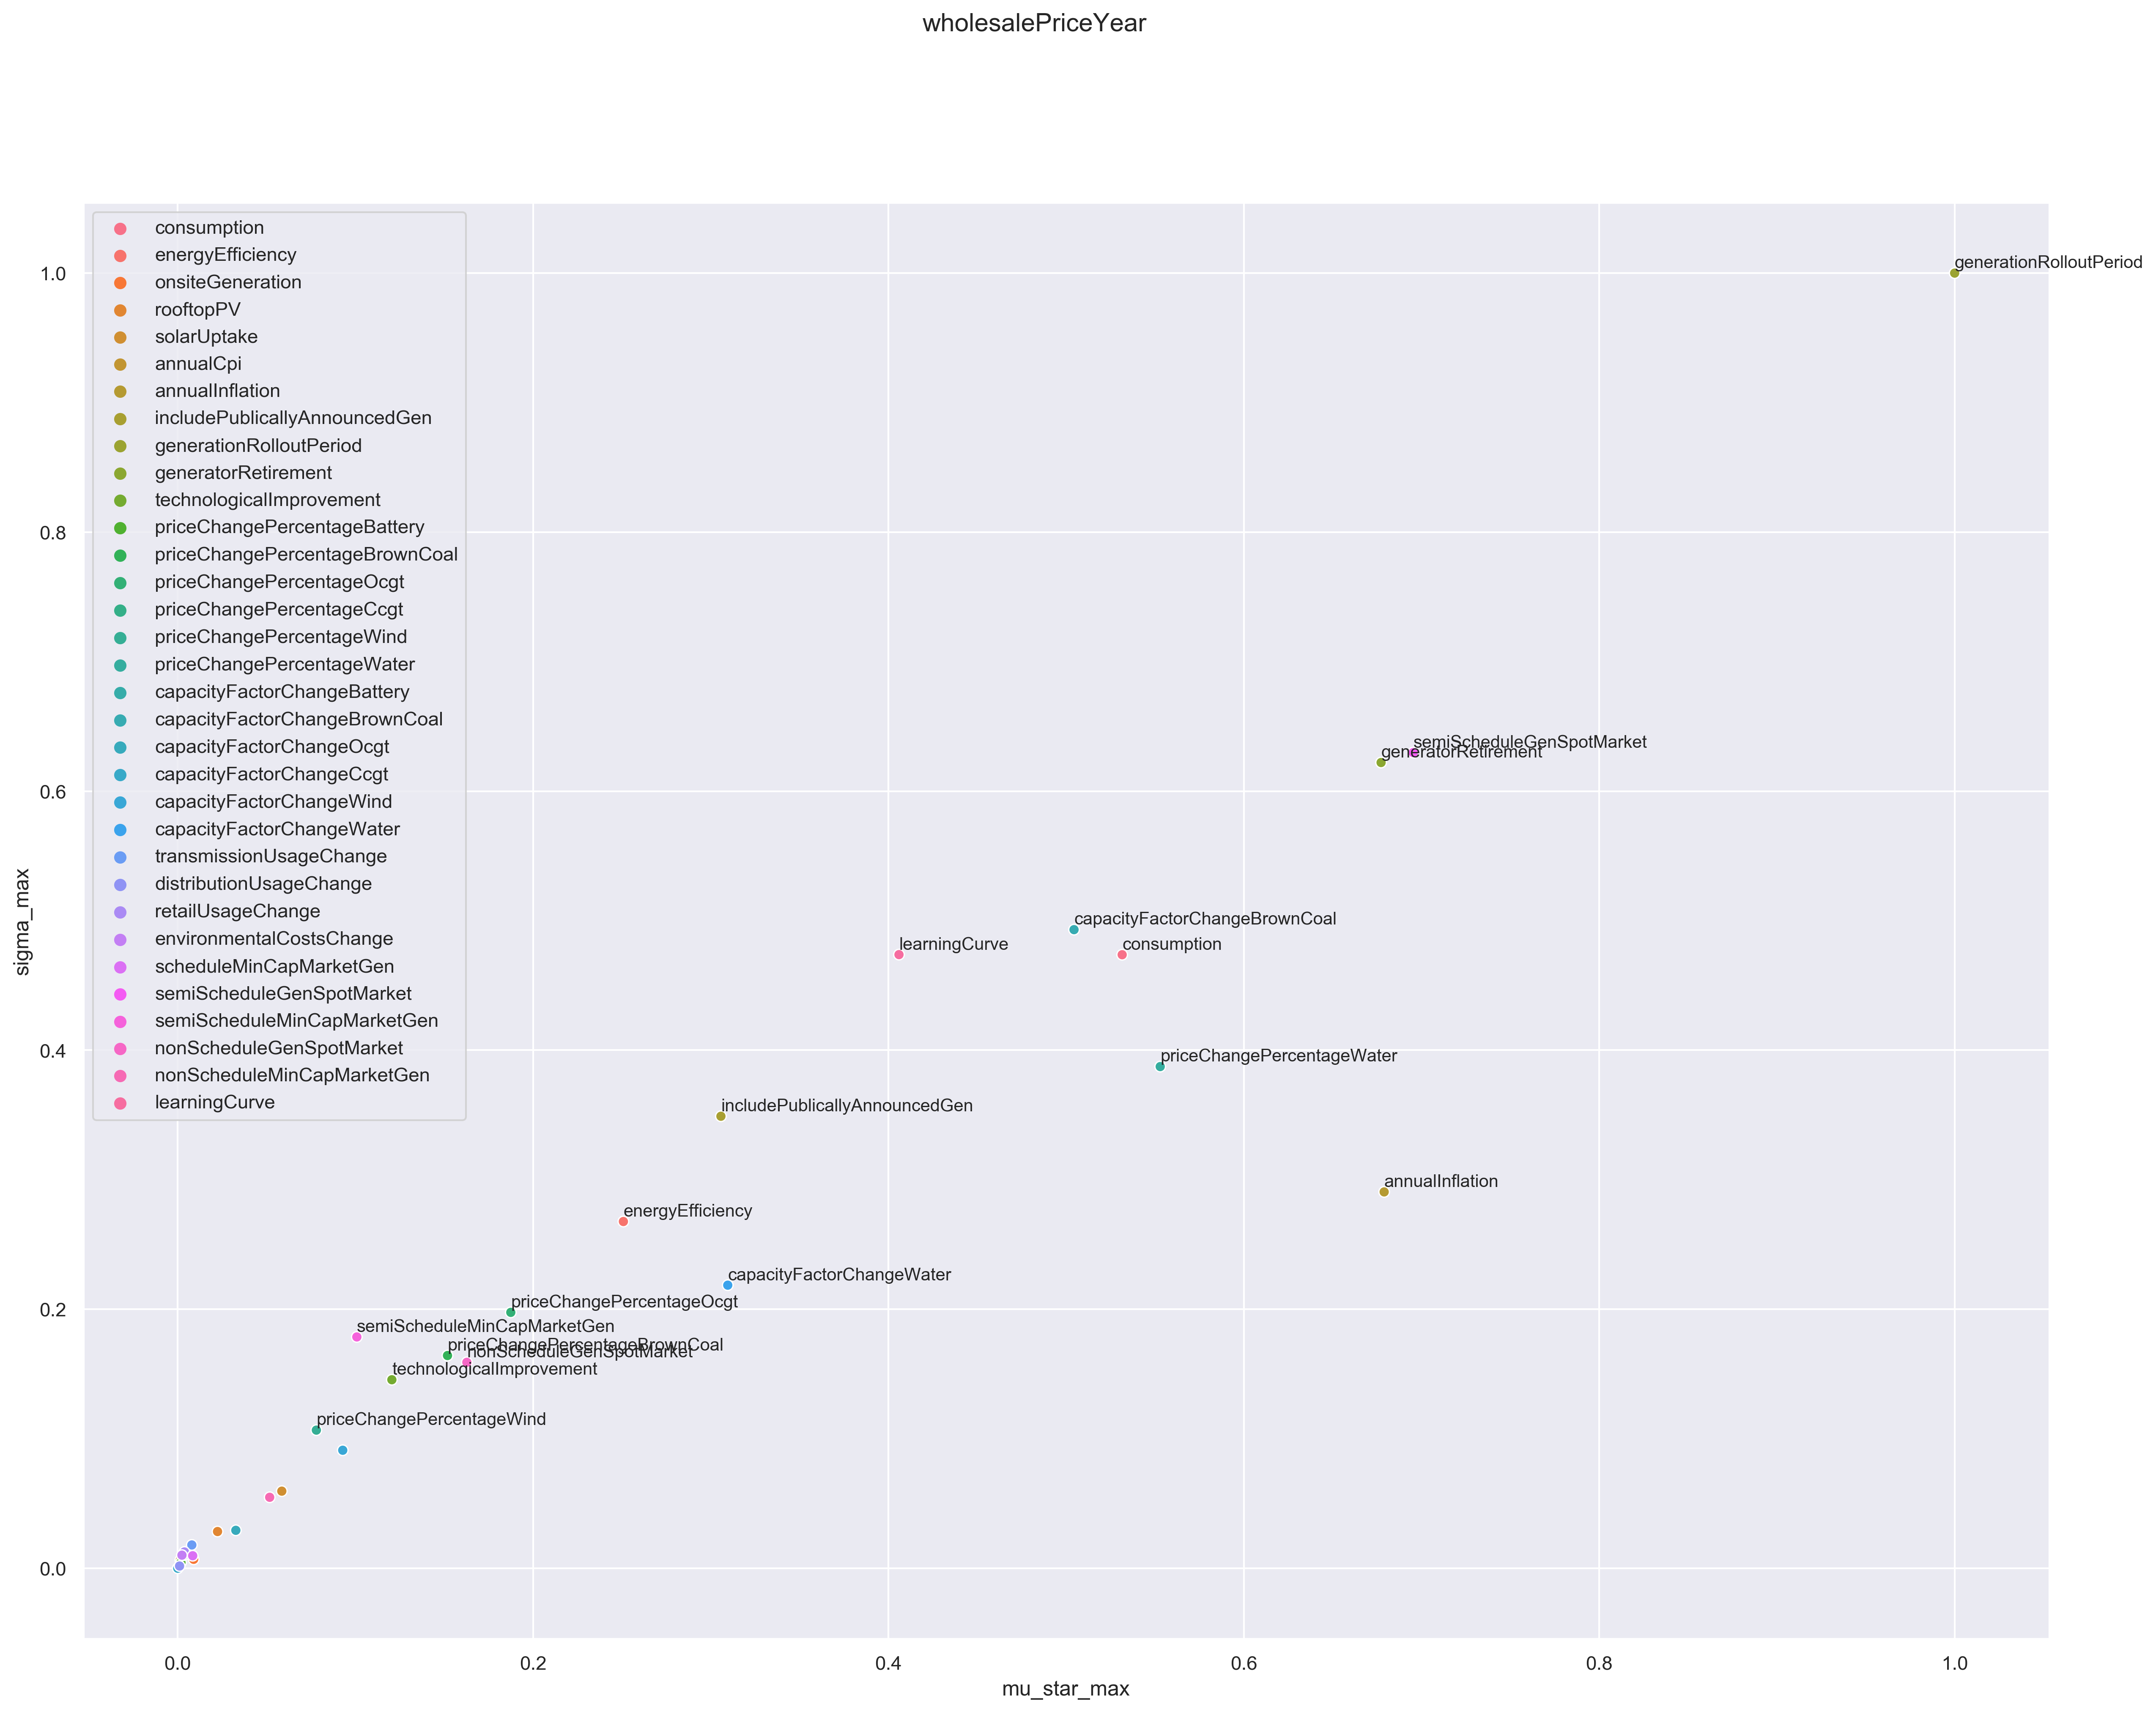 wholesalePriceYear
consumption
energyEfficiency
onsiteGeneration
rooftopPV
solarUptake
annualCpi
annualInflation
includePublicallyAnnouncedGen
generationRolloutPeriod
generatorRetirement
technologicalImprovement
priceChangePercentageBattery
priceChangePercentageBrownCoal
priceChangePercentageOcgt
priceChangePercentageCcgt
priceChangePercentageWind
priceChangePercentageWater
capacityFactorChangeBattery
capacityFactorChangeBrownCoal
capacityFactorChangeOcgt
capacityFactorChangeCcgt
capacityFactorChangeWind
capacityFactorChangeWater
transmissionUsageChange
distributionUsageChange
retailUsageChange
environmentalCostsChange
scheduleMinCapMarketGen
semiScheduleGenSpotMarket
semiScheduleMinCapMarketGen
nonScheduleGenSpotMarket
nonScheduleMinCapMarketGen
learningCurve
generationRolloutPeriod
semiScheduleGenSpotMarket
generatorRetirement
capacityFactorChangeBrownCoal
learningCurve
consumption
priceChangePercentageWater
includePublicallyAnnouncedGen
annualInflation
energyEfficiency
capacityFactorChangeWater
priceChangePercentageOcgt
semiScheduleMinCapMarketGen
priceChangePercentageBrownCoal
nonScheduleGenSpotMarket
technologicalImprovement
priceChangePercentageWind
1.0
0.8
0.6
0.4
0.2
0.0
sigma_max
0.0
0.2
0.4
0.6
0.8
1.0
mu_star_max